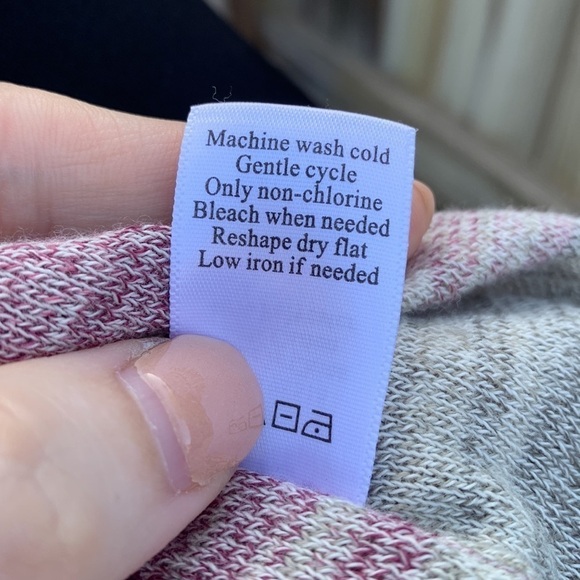 Machine wash cold
Gentle cycle
Only non-chlorine
Bleach when needed
Reshape dry flat
Low iron if needed